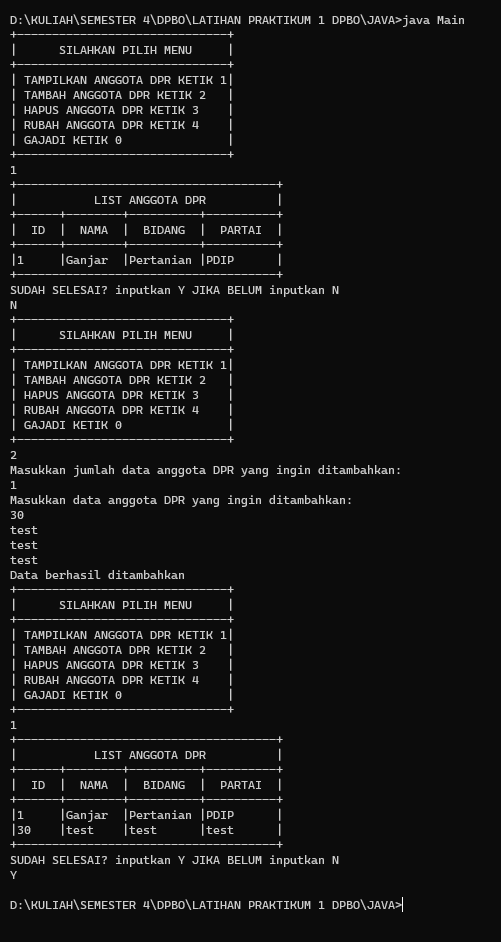 D:\KULIAH\SEMESTER 4\DPBO\LATIHAN PRAKTIKUM 1 DPBO\JAVA>java Main
+------------------------------+
|      SILAHKAN PILIH MENU     |
+------------------------------+
| TAMPILKAN ANGGOTA DPR KETIK 1|
| TAMBAH ANGGOTA DPR KETIK 2   |
| HAPUS ANGGOTA DPR KETIK 3    |
| RUBAH ANGGOTA DPR KETIK 4    |
| GAJADI KETIK 0               |
+------------------------------+
1
+-------------------------------------+
|           LIST ANGGOTA DPR          |
+------+--------+----------+----------+
|  ID  |  NAMA  |  BIDANG  |  PARTAI  |
+------+--------+----------+----------+
|1     |Ganjar  |Pertanian |PDIP      |
+-------------------------------------+
SUDAH SELESAI? inputkan Y JIKA BELUM inputkan N
N
+------------------------------+
|      SILAHKAN PILIH MENU     |
+------------------------------+
| TAMPILKAN ANGGOTA DPR KETIK 1|
| TAMBAH ANGGOTA DPR KETIK 2   |
| HAPUS ANGGOTA DPR KETIK 3    |
| RUBAH ANGGOTA DPR KETIK 4    |
| GAJADI KETIK 0               |
+------------------------------+
2
Masukkan jumlah data anggota DPR yang ingin ditambahkan:
1
Masukkan data anggota DPR yang ingin ditambahkan:
30
test
test
test
Data berhasil ditambahkan
+------------------------------+
|      SILAHKAN PILIH MENU     |
+------------------------------+
| TAMPILKAN ANGGOTA DPR KETIK 1|
| TAMBAH ANGGOTA DPR KETIK 2   |
| HAPUS ANGGOTA DPR KETIK 3    |
| RUBAH ANGGOTA DPR KETIK 4    |
| GAJADI KETIK 0               |
+------------------------------+
1
+-------------------------------------+
|           LIST ANGGOTA DPR          |
+------+--------+----------+----------+
|  ID  |  NAMA  |  BIDANG  |  PARTAI  |
+------+--------+----------+----------+
|1     |Ganjar  |Pertanian |PDIP      |
|30    |test    |test      |test      |
+-------------------------------------+
SUDAH SELESAI? inputkan Y JIKA BELUM inputkan N
Y
D:\KULIAH\SEMESTER 4\DPBO\LATIHAN PRAKTIKUM 1 DPBO\JAVA>